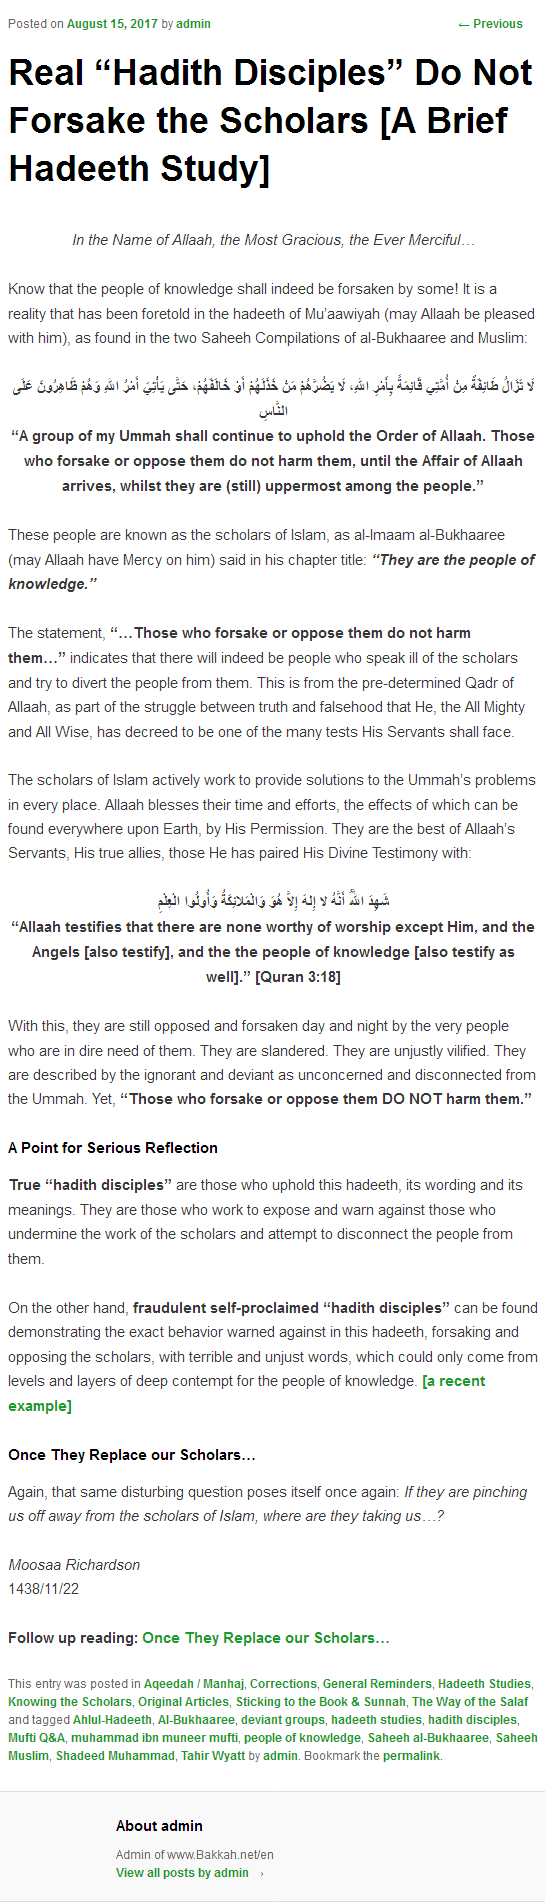 Posted on August 15, 2017 by admin
← Previous
Real “Hadith Disciples” Do Not
Forsake the Scholars [A Brief
Hadeeth Study]
In the Name of Allaah, the Most Gracious, the Ever Merciful…
Know that the people of knowledge shall indeed be forsaken by some! It is a
reality that has been foretold in the hadeeth of Mu’aawiyah (may Allaah be pleased
with him), as found in the two Saheeh Compilations of al-Bukhaaree and Muslim:
لَا تَزَالُ طَائِفَةٌ مِنْ أُمَّتِي قَائِمَةً بِأَمْرِ اللهِ، لَا يَضُرُّهُمْ مَنْ خَذَلَهُمْ أَوْ خَالَفَهُمْ، حَتَّى يَأْتِيَ أَمْرُ اللهِ وَهُمْ ظَاهِرُونَ عَلَى
النَّاسِ
“A group of my Ummah shall continue to uphold the Order of Allaah. Those
who forsake or oppose them do not harm them, until the Affair of Allaah
arrives, whilst they are (still) uppermost among the people.”
These people are known as the scholars of Islam, as al-Imaam al-Bukhaaree
(may Allaah have Mercy on him) said in his chapter title: “They are the people of
knowledge.”
The statement, “…Those who forsake or oppose them do not harm
them…” indicates that there will indeed be people who speak ill of the scholars
and try to divert the people from them. This is from the pre-determined Qadr of
Allaah, as part of the struggle between truth and falsehood that He, the All Mighty
and All Wise, has decreed to be one of the many tests His Servants shall face.
The scholars of Islam actively work to provide solutions to the Ummah’s problems
in every place. Allaah blesses their time and efforts, the effects of which can be
found everywhere upon Earth, by His Permission. They are the best of Allaah’s
Servants, His true allies, those He has paired His Divine Testimony with:
شَهِدَ اللَّهُ أَنَّهُ لا إِلَهَ إِلاَّ هُوَ وَالْمَلائِكَةُ وَأُولُوا الْعِلْمِ
“Allaah testifies that there are none worthy of worship except Him, and the
Angels [also testify], and the the people of knowledge [also testify as
well].” [Quran 3:18]
With this, they are still opposed and forsaken day and night by the very people
who are in dire need of them. They are slandered. They are unjustly vilified. They
are described by the ignorant and deviant as unconcerned and disconnected from
the Ummah. Yet, “Those who forsake or oppose them DO NOT harm them.”
A Point for Serious Reflection
True “hadith disciples” are those who uphold this hadeeth, its wording and its
meanings. They are those who work to expose and warn against those who
undermine the work of the scholars and attempt to disconnect the people from
them.
On the other hand, fraudulent self-proclaimed “hadith disciples” can be found
demonstrating the exact behavior warned against in this hadeeth, forsaking and
opposing the scholars, with terrible and unjust words, which could only come from
levels and layers of deep contempt for the people of knowledge. [a recent
example]
Once They Replace our Scholars…
Again, that same disturbing question poses itself once again: If they are pinching
us off away from the scholars of Islam, where are they taking us…?
Moosaa Richardson
1438/11/22
Follow up reading: Once They Replace our Scholars…
This entry was posted in Aqeedah / Manhaj, Corrections, General Reminders, Hadeeth Studies,
Knowing the Scholars, Original Articles, Sticking to the Book & Sunnah, The Way of the Salaf
and tagged Ahlul-Hadeeth, Al-Bukhaaree, deviant groups, hadeeth studies, hadith disciples,
Mufti Q&A, muhammad ibn muneer mufti, people of knowledge, Saheeh al-Bukhaaree, Saheeh
Muslim, Shadeed Muhammad, Tahir Wyatt by admin. Bookmark the permalink.
About admin
Admin of www.Bakkah.net/en
View all posts by admin →